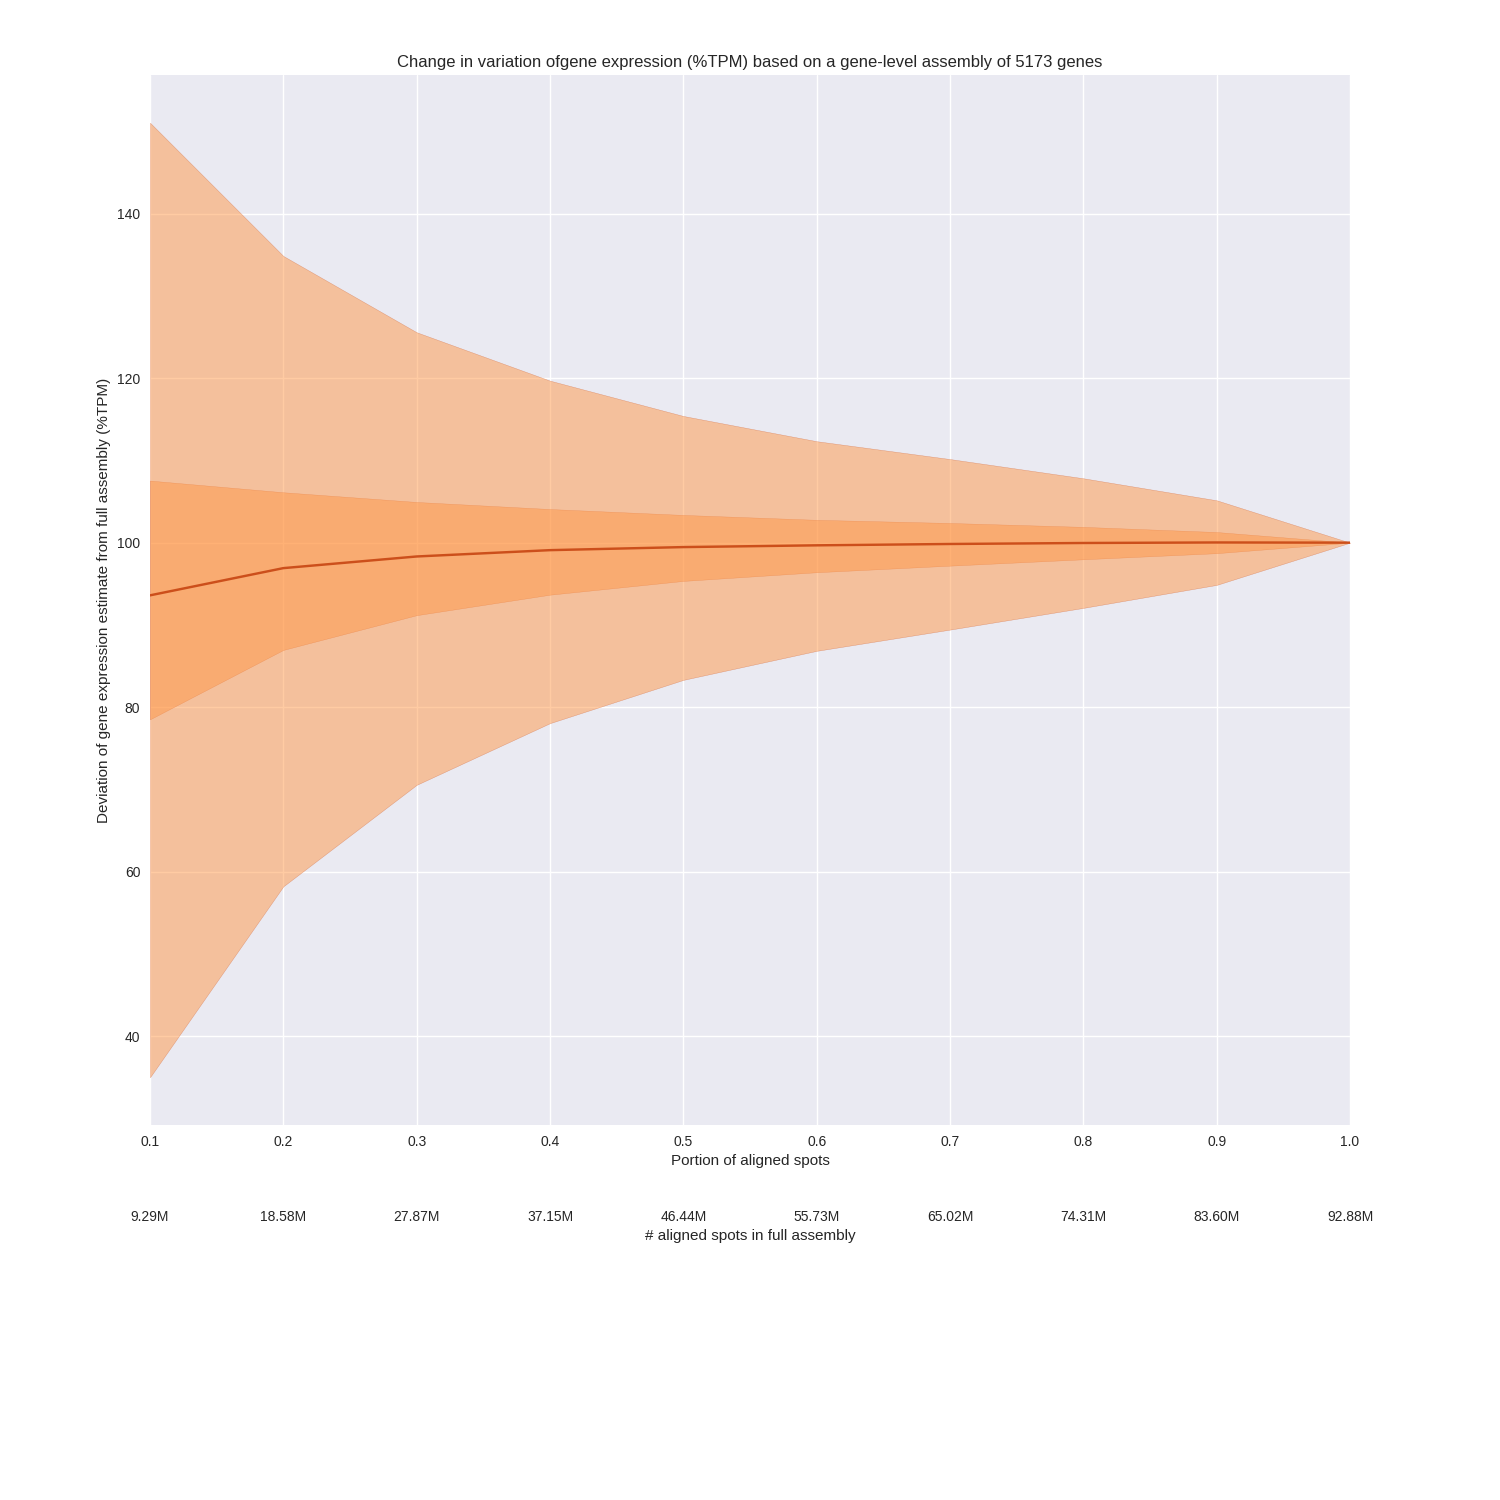 Change in variation ofgene expression (%TPM) based on a gene-level assembly of 5173 genes
Deviation of gene expression estimate from full assembly (%TPM)
140
120
100
80
60
40
0.1 0.2 0.3 0.4 0.5 0.6 0.7 0.8 0.9 1.0
Portion of aligned spots
9.29M 18.58M 27.87M 37.15M 46.44M 55.73M 65.02M 74.31M 83.60M 92.88M
# aligned spots in full assembly